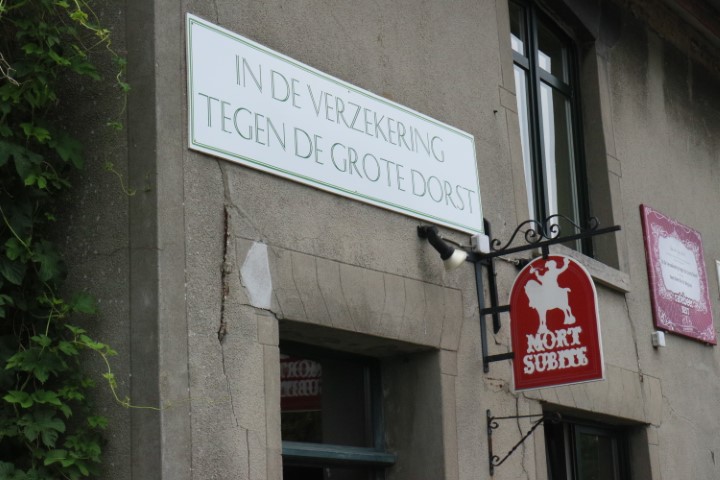 IN DE VERZEKERING
TEGEN DE GROTE DORST
MORT
SUBITE